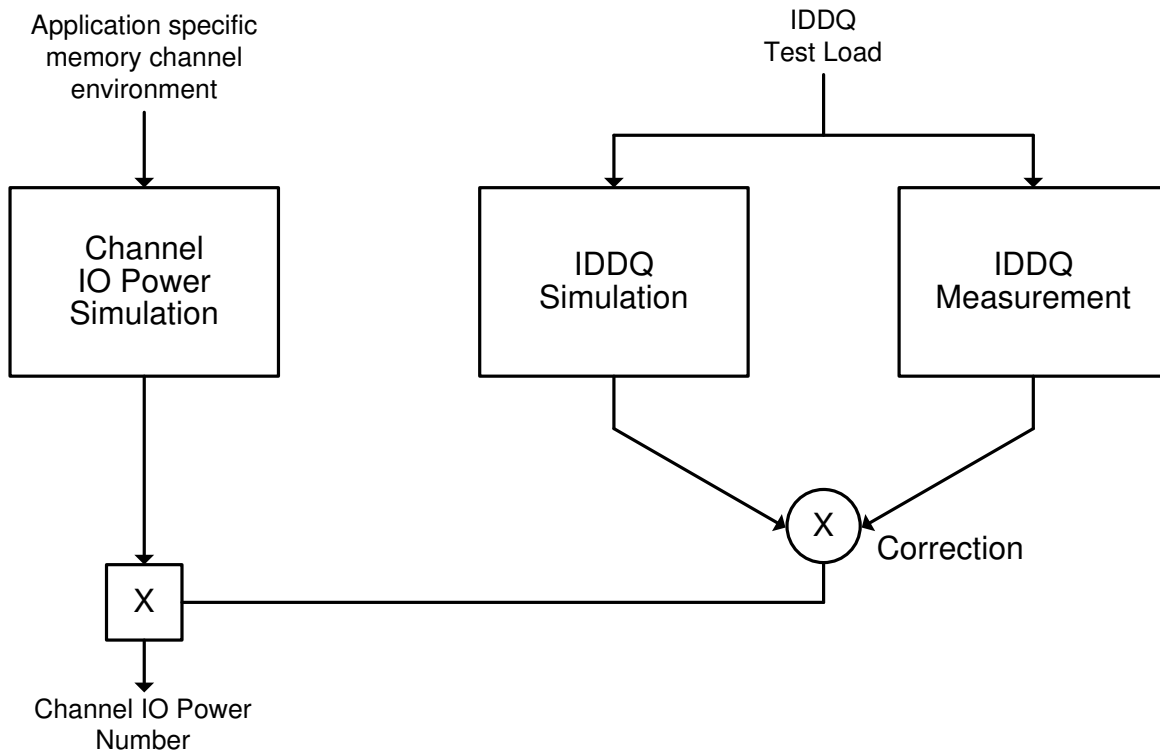 Application specific
memory channel
environment
IDDQ
Test Load
Channel
IO Power
Simulation
IDDQ
Simulation
IDDQ
Measurement
X
Correction
X
Channel IO Power
Number